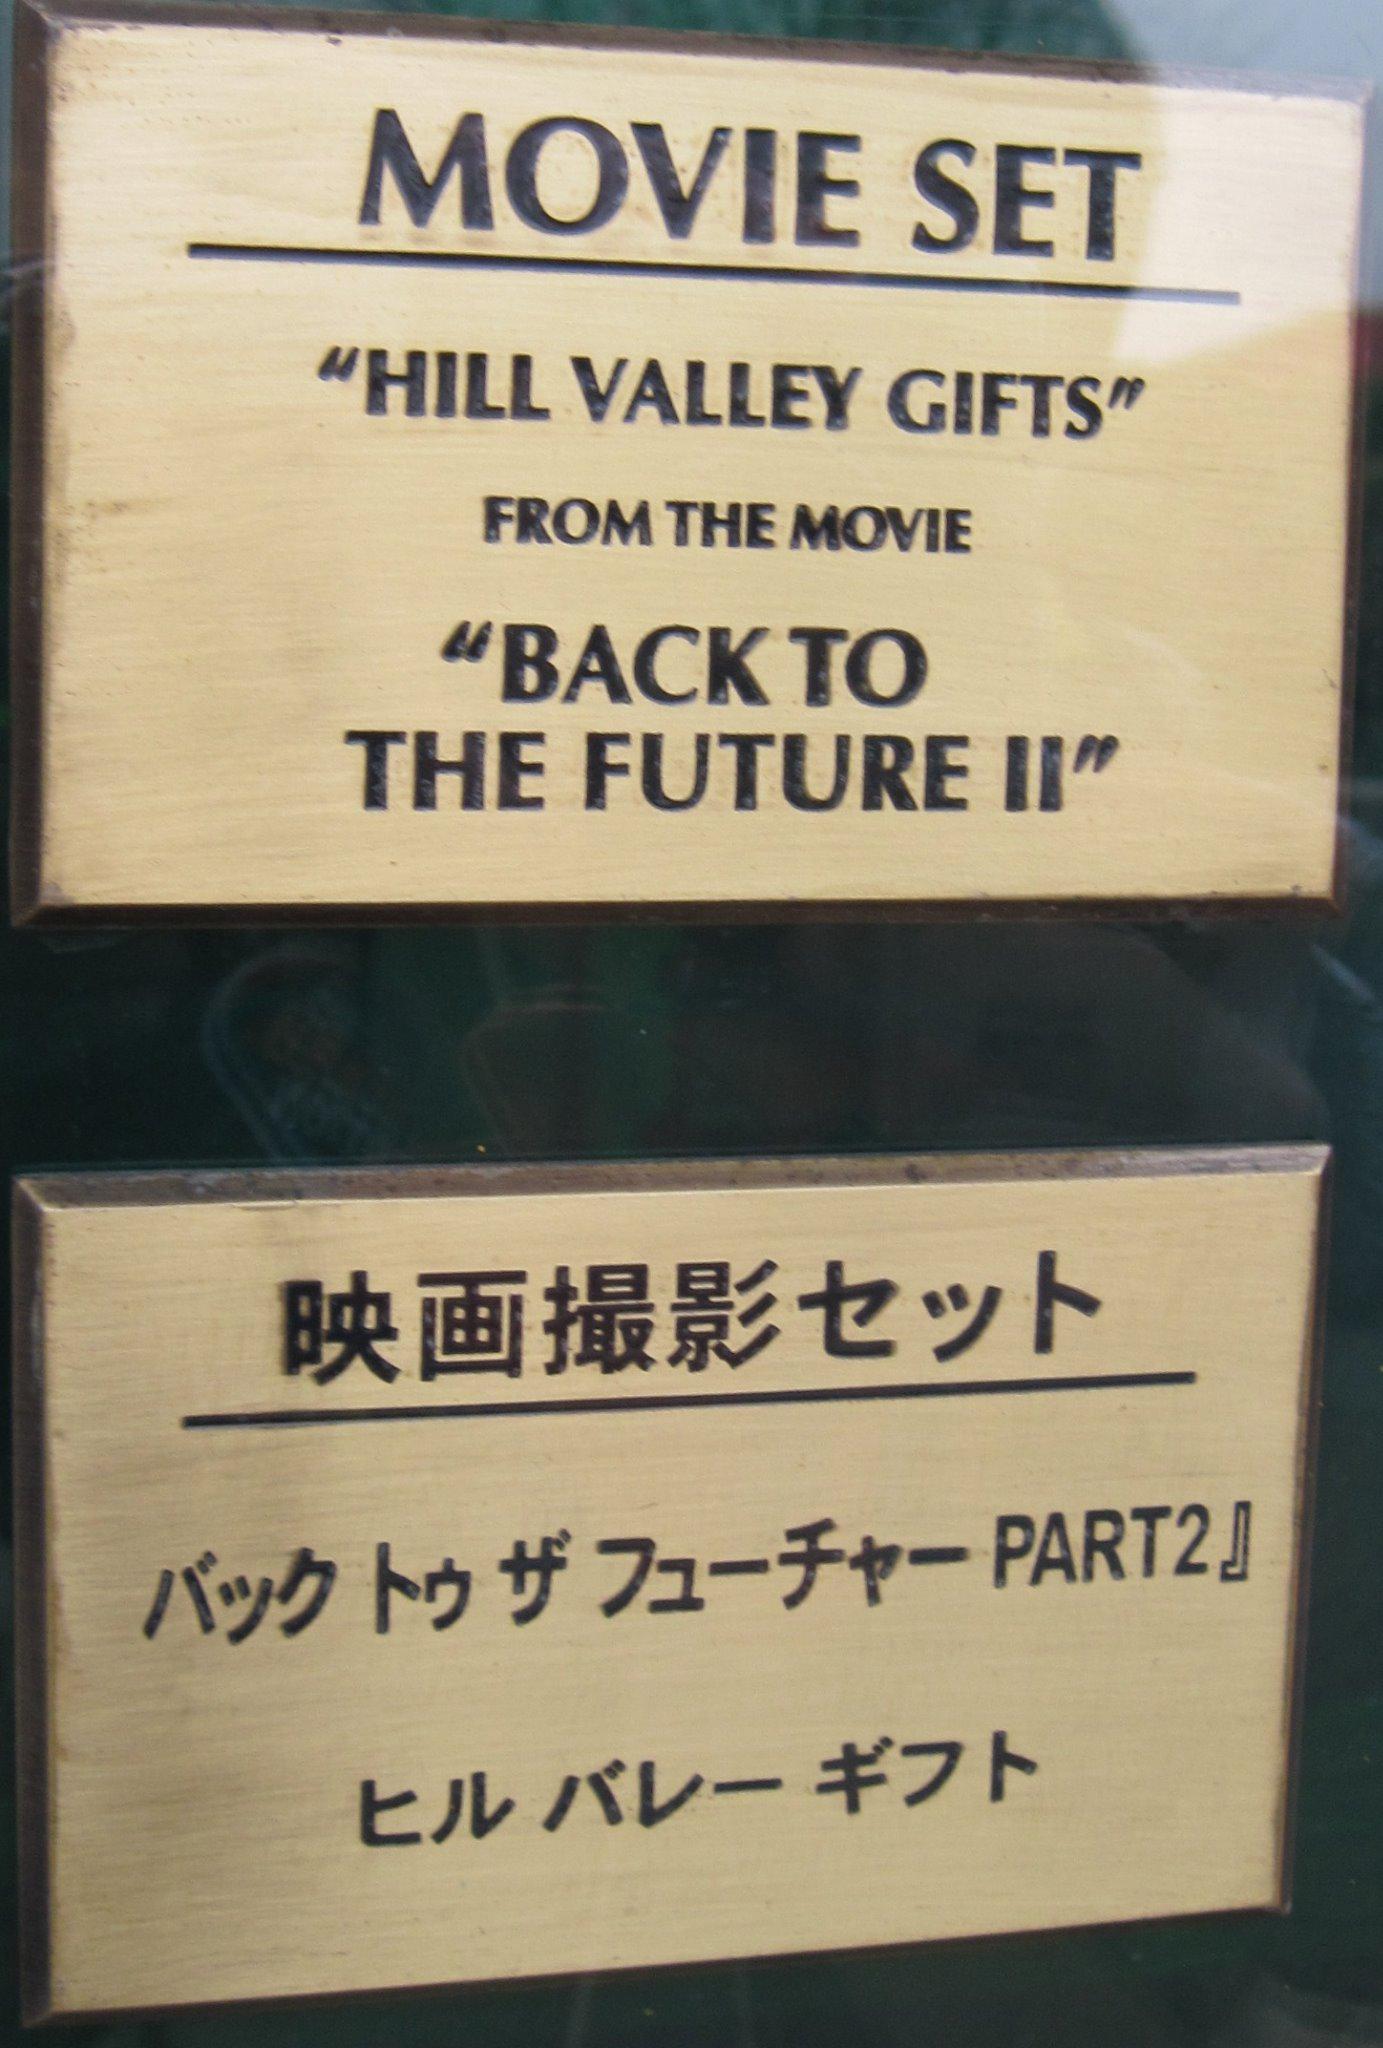 MOVIE SET
“HILL VALLEY GIFTS”
FROM THE MOVIE
“BACK TO
THE FUTURE II”
映画撮影セット
バック トゥ ザ フューチャー PART2』
ヒル バレー ギフト